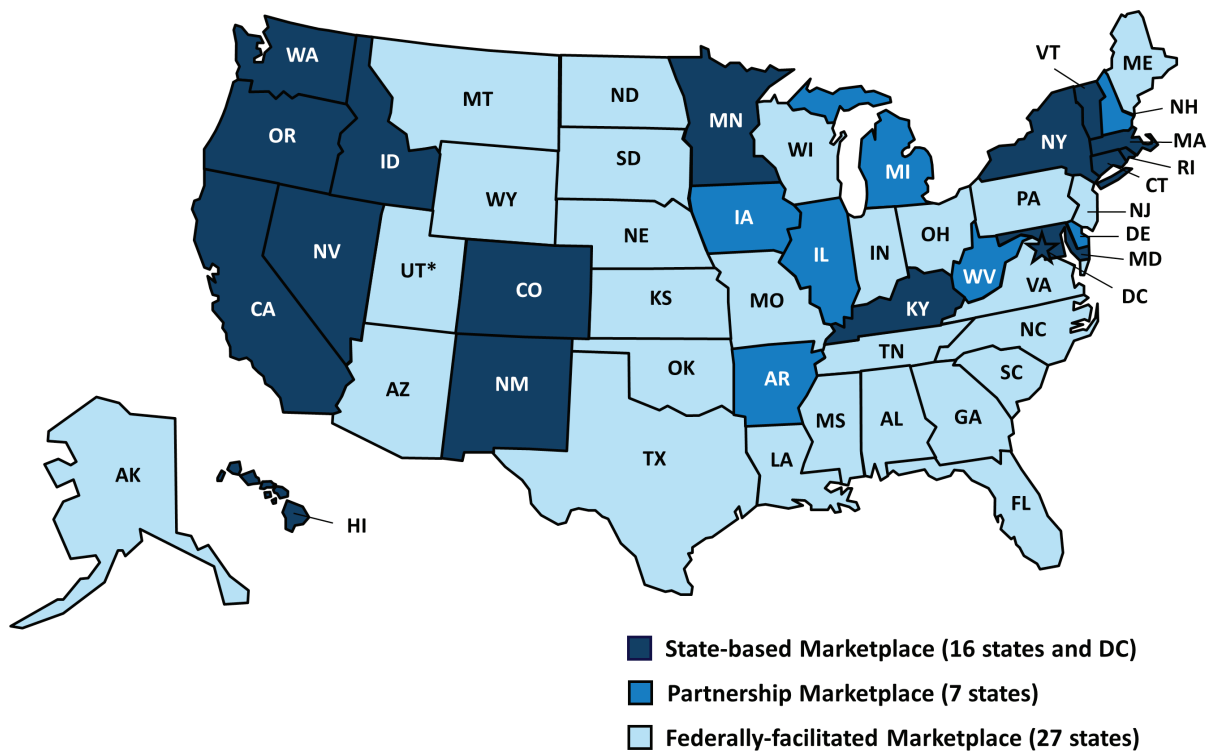 WA
MT
ND
MN
VT
ME
NH
OR
ID
SD
WI
MI
NY
MA
RI
CT
WY
IA
PA
NJ
NE
IL
IN
OH
DE
NV
UT*
CO
KS
MO
WV
VA
MD
DC
CA
KY
NC
AZ
NM
OK
AR
TN
SC
TX
LA
MS
AL
GA
FL
AK
HI
State-based Marketplace (16 states and DC)
Partnership Marketplace (7 states)
Federally-facilitated Marketplace (27 states)